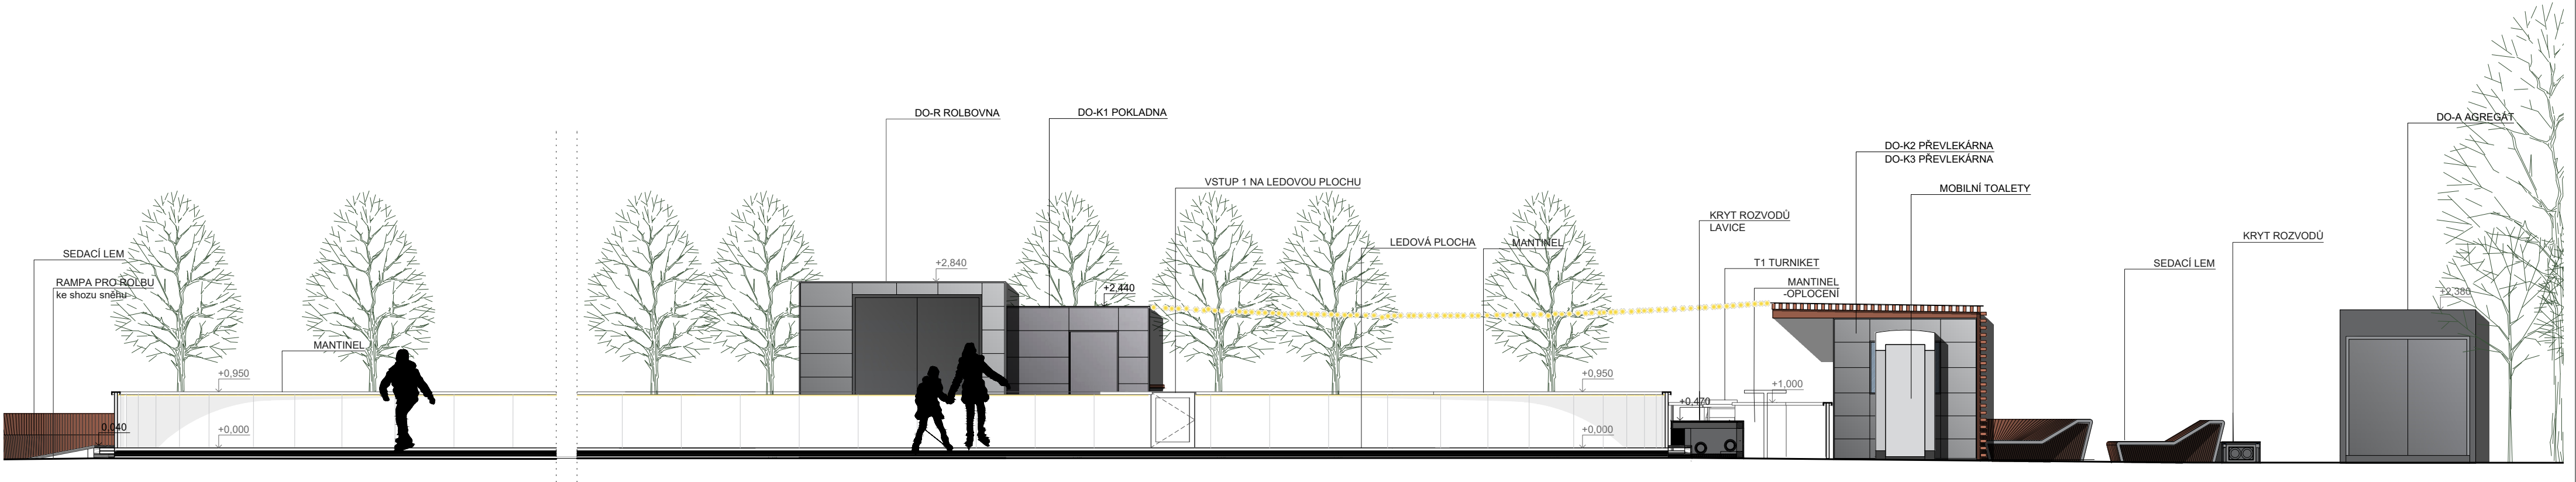 DO-R ROLBOVNA
DO-K1 POKLADNA
DO-A AGREGÁT
DO-K2 PŘEVLEKÁRNA
DO-K3 PŘEVLEKÁRNA
VSTUP 1 NA LEDOVOU PLOCHU
MOBILNÍ TOALETY
KRYT ROZVODŮ
LAVICE
LEDOVÁ PLOCHA
MANTINEL
KRYT ROZVODŮ
SEDACÍ LEM
RAMPA PRO ROLBU
ke shozu sněhu
+2,840
+2,440
T1 TURNIKET
MANTINEL
-OPLOCENÍ
SEDACÍ LEM
+2,380
MANTINEL
+0,950
+0,950
+1,000
+0,470
0,040
+0,000
+0,000